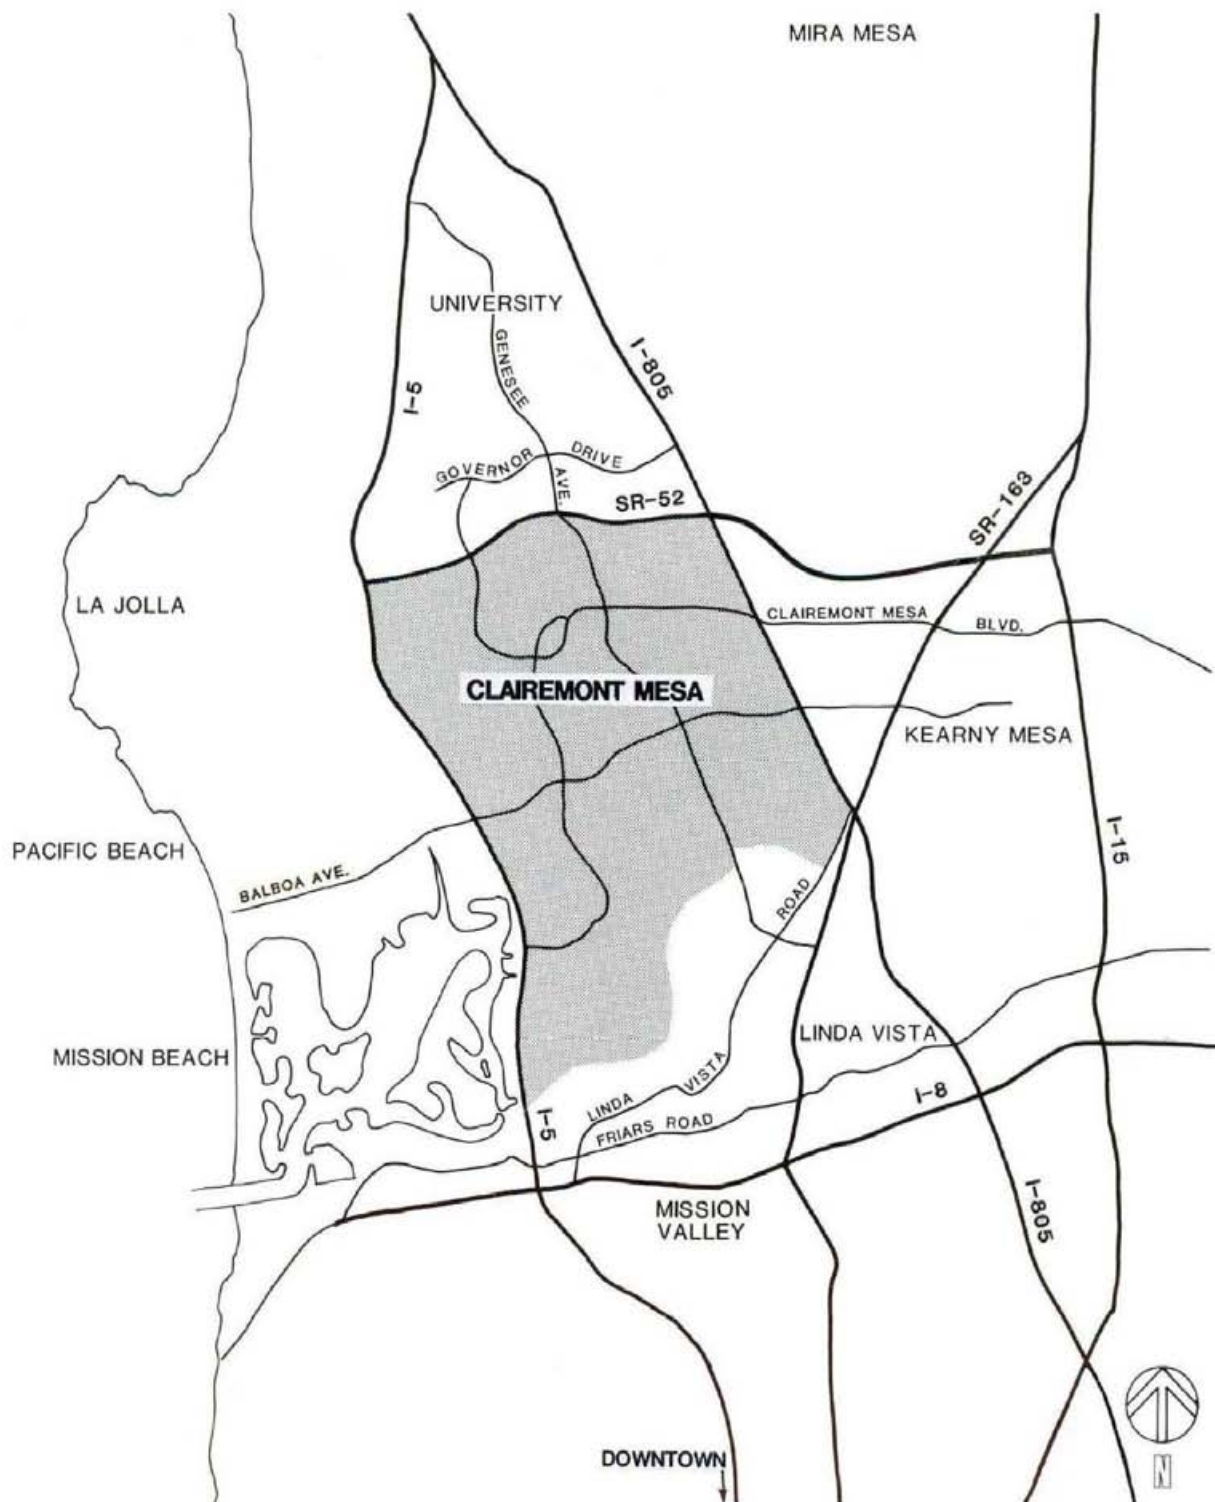 MIRA MESA
UNIVERSITY
GENESEE
AVE.
I-805
I-5
GOVERNOR
DRIVE
SR-52
SR-163
LA JOLLA
CLAIREMONT MESA
BLVD.
CLAIREMONT MESA
KEARNY MESA
PACIFIC BEACH
BALBOA AVE.
I-15
ROAD
MISSION BEACH
LINDA VISTA
VISTA
LINDA
I-8
I-5
FRIARS ROAD
MISSION
VALLEY
I-805
DOWNTOWN
N